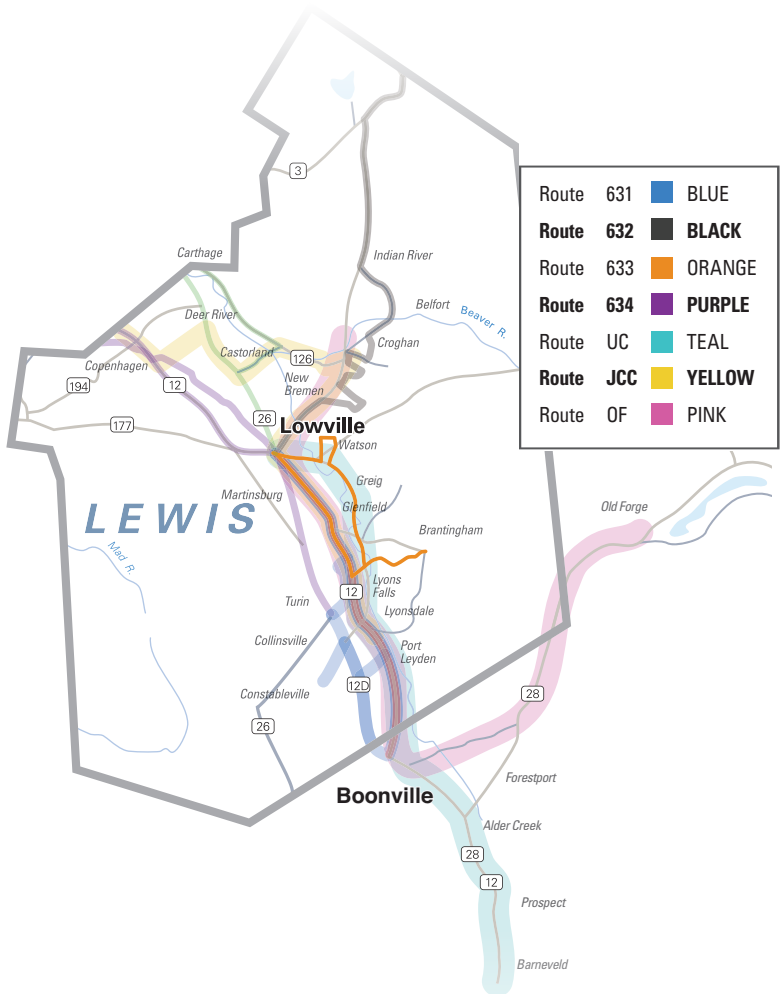 3
Route 631 BLUE
Route 632 BLACK
Route 633 ORANGE
Route 634 PURPLE
Route UC TEAL
Route JCC YELLOW
Route OF PINK
Carthage
Indian River
Deer River
Belfort
Beaver R.
Croghan
Castorland
126
Copenhagen
New
Bremen
194
12
177
26
Lowville
Watson
Greig
Martinsburg
Glenfield
LEWIS
Old Forge
Brantingham
Mad R.
Lyons
Falls
12
Turin
Lyonsdale
Collinsville
Port
Leyden
12D
Constableville
28
26
Forestport
Boonville
Alder Creek
28
12
Prospect
Barneveld